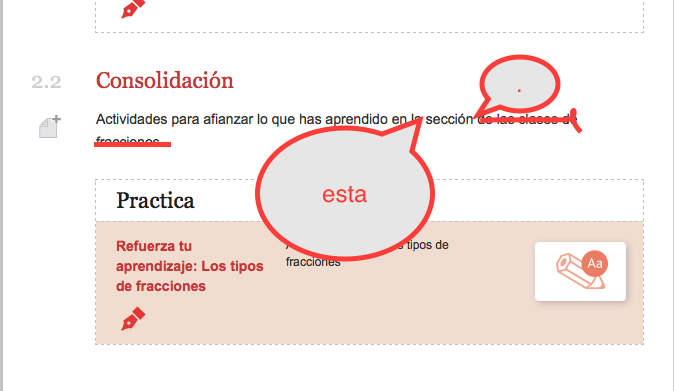 2.2 Consolidación
.
Actividades para afianzar lo que has aprendido en la sección de las clases de
fracciones.
esta
Practica
Refuerza tu
aprendizaje: Los tipos
de fracciones
tipos de
fracciones
Aa